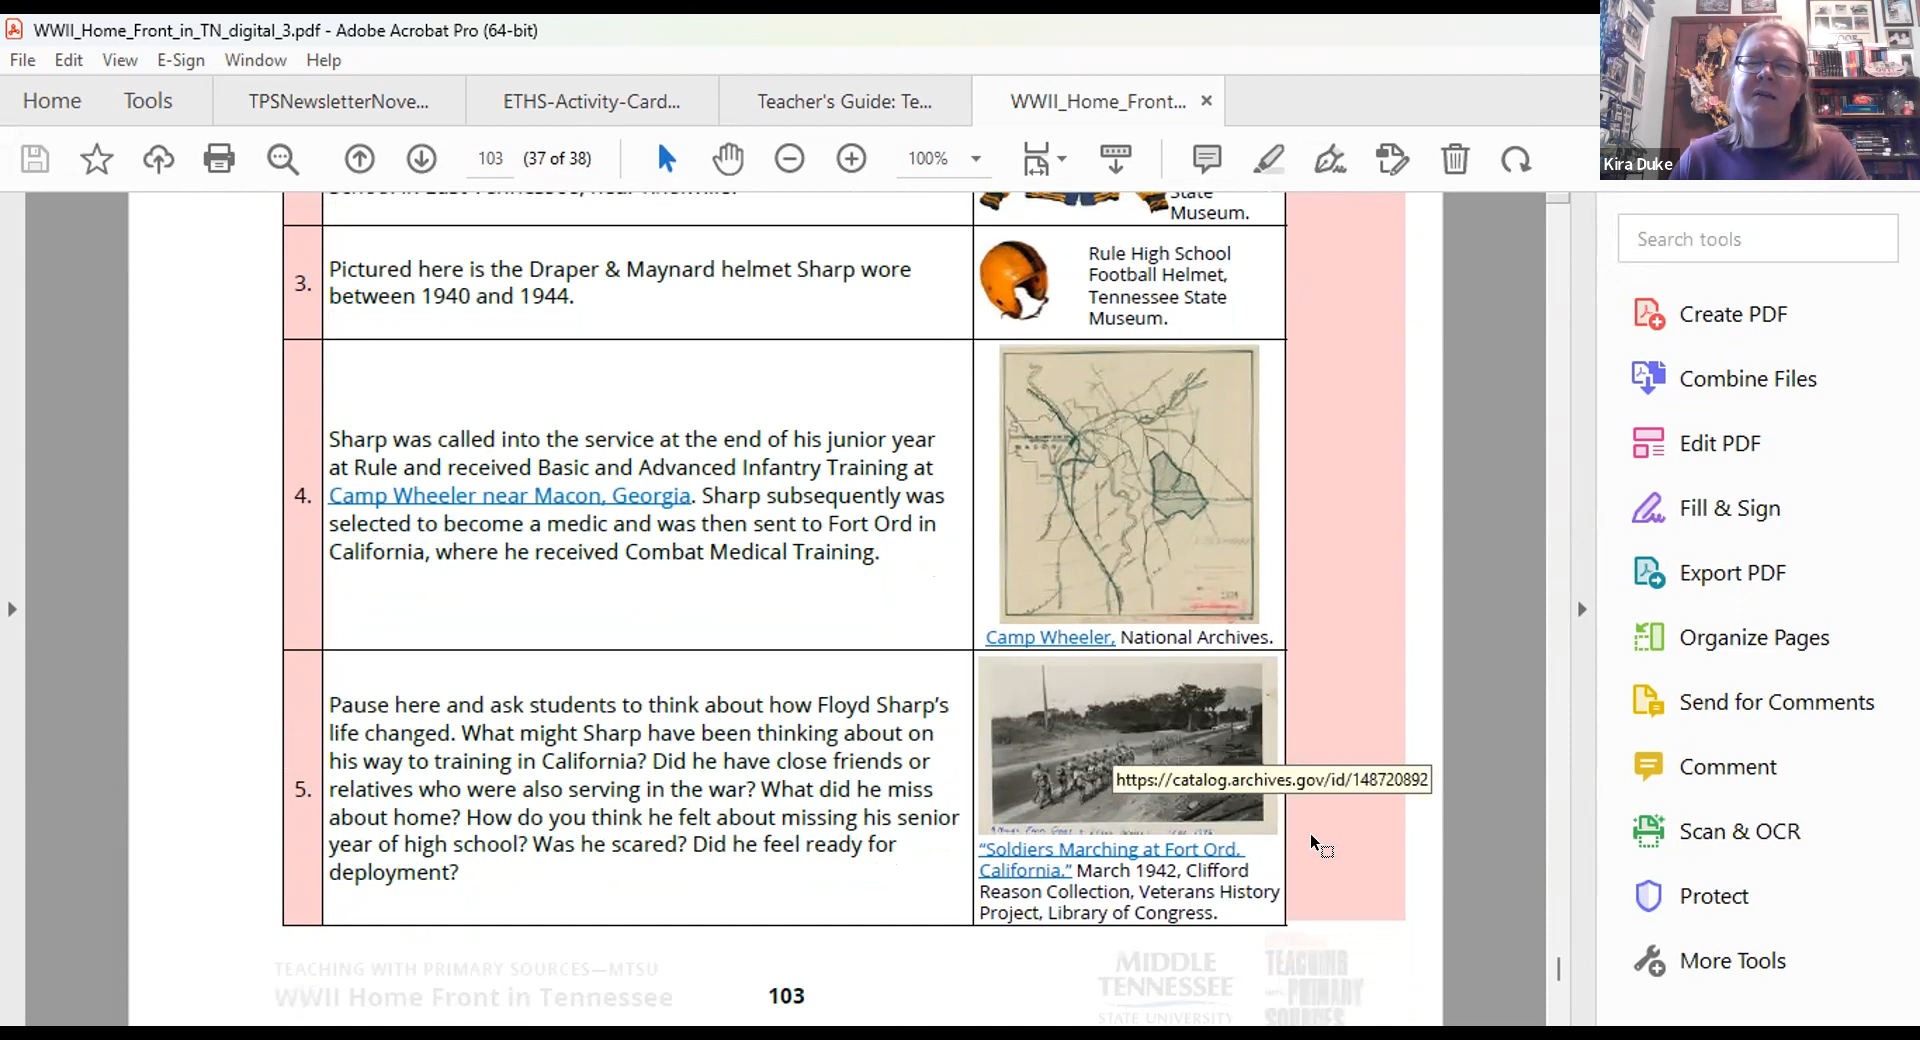 WWII_Home_Front_in_TN_digital_3.pdf - Adobe Acrobat Pro (64-bit)
File Edit View E-Sign Window Help
Home Tools TPSNewsletterNove... ETHS-Activity-Card... Teacher's Guide: Te... WWII_Home_Front...
103 (37 of 38) 100%
Kira Duke
State
Museum.
3.
Pictured here is the Draper & Maynard helmet Sharp wore
between 1940 and 1944.
Rule High School
Football Helmet,
Tennessee State
Museum.
4.
Sharp was called into the service at the end of his junior year
at Rule and received Basic and Advanced Infantry Training at
Camp Wheeler near Macon, Georgia. Sharp subsequently was
selected to become a medic and was then sent to Fort Ord in
California, where he received Combat Medical Training.
Camp Wheeler, National Archives.
5.
Pause here and ask students to think about how Floyd Sharp’s
life changed. What might Sharp have been thinking about on
his way to training in California? Did he have close friends or
relatives who were also serving in the war? What did he miss
about home? How do you think he felt about missing his senior
year of high school? Was he scared? Did he feel ready for
deployment?
https://catalog.archives.gov/id/148720892
“Soldiers Marching at Fort Ord,
California.” March 1942, Clifford
Reason Collection, Veterans History
Project, Library of Congress.
TEACHING WITH PRIMARY SOURCES—MTSU
WWII Home Front in Tennessee
103
MIDDLE
TENNESSEE
STATE UNIVERSITY
TEACHING
WITH PRIMARY
SOURCES
Search tools
Create PDF
Combine Files
Edit PDF
Fill & Sign
Export PDF
Organize Pages
Send for Comments
Comment
Scan & OCR
Protect
More Tools